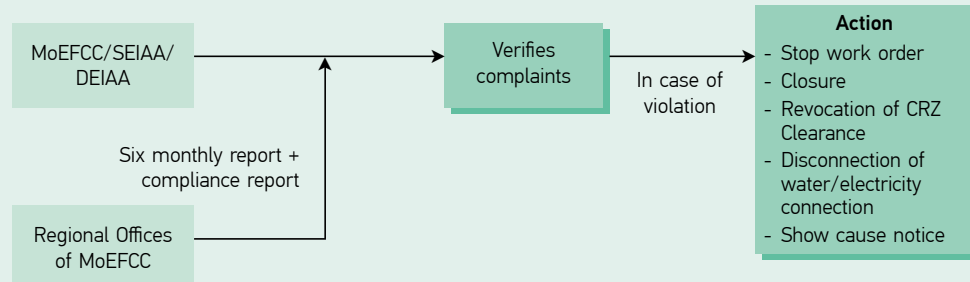 MoEFCC/SEIAA/
DEIAA
Six monthly report +
compliance report
Regional Offices
of MoEFCC
Verifies
complaints
In case of
violation
Action
- Stop work order
- Closure
- Revocation of CRZ
Clearance
- Disconnection of
water/electricity
connection
- Show cause notice